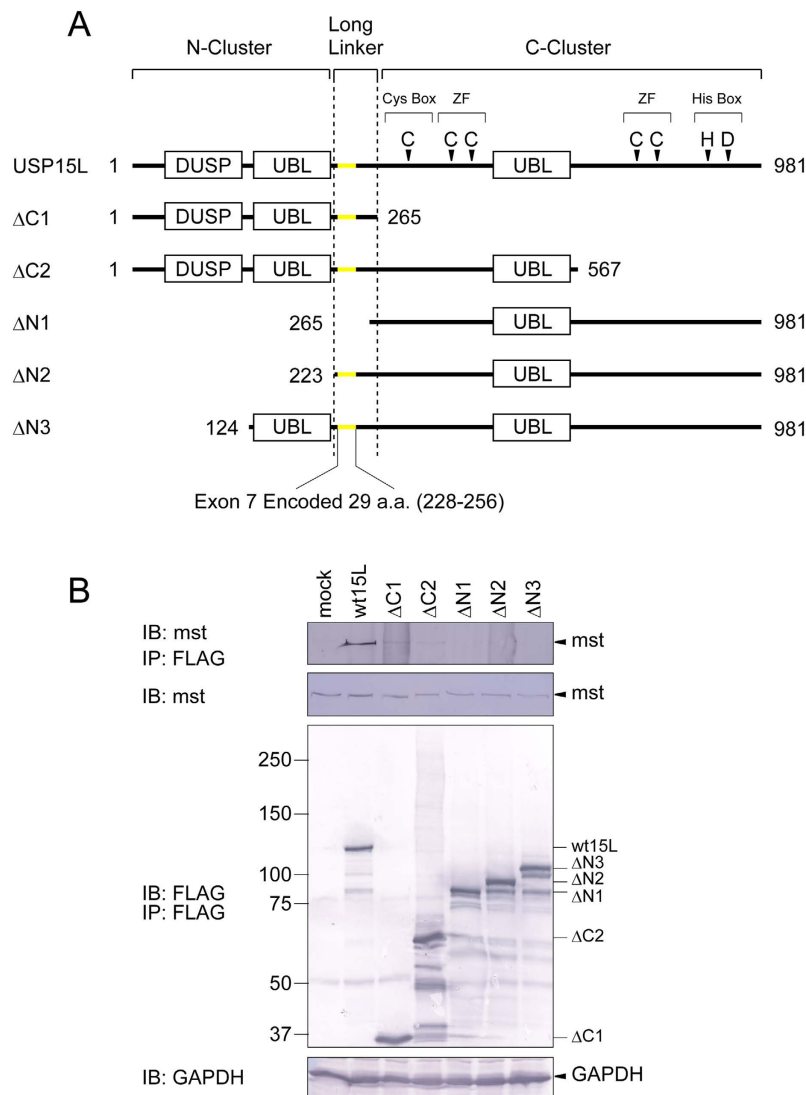 A
N-Cluster
Long
Linker
C-Cluster
Cys Box
ZF
ZF
His Box
C
C C
C C
H D
USP15L 1 DUSP UBL UBL 981
ΔC1 1 DUSP UBL 265
ΔC2 1 DUSP UBL UBL 567
ΔN1 265 UBL 981
ΔN2 223 UBL 981
ΔN3 124 UBL UBL 981
Exon 7 Encoded 29 a.a. (228-256)
B
mock wt15L ΔC1 ΔC2 ΔN1 ΔN2 ΔN3
IB: mst
IP: FLAG
mst
IB: mst
mst
250
150
100
75
50
37
IB: FLAG
IP: FLAG
wt15L
ΔN3
ΔN2
ΔN1
ΔC2
ΔC1
IB: GAPDH
GAPDH